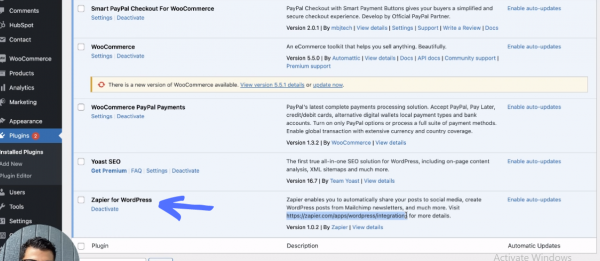 Comments
HubSpot
Contact
WooCommerce
Products
Analytics
Marketing
Appearance
Plugins 2
Installed Plugins
Add New
Plugin Editor
Users
Tools
Settings
Smart PayPal Checkout For WooCommerce
Settings Deactivate
PayPal Checkout with Smart Payment Buttons gives your buyers a simplified and
secure checkout experience. Develop by Official PayPal Partner.
Version 2.0.1 | By mbjtech | View details | Settings | Support | Write a Review | Docs
Enable auto-updates
WooCommerce
Settings Deactivate
An eCommerce toolkit that helps you sell anything. Beautifully.
Version 5.5.0 | By Automattic | View details | Docs | API docs | Community support |
Premium support
Enable auto-updates
There is a new version of WooCommerce available. View version 5.5.1 details or update now.
WooCommerce PayPal Payments
Settings Deactivate
PayPal's latest complete payments processing solution. Accept PayPal, Pay Later,
credit/debit cards, alternative digital wallets local payment types and bank
accounts. Turn on only PayPal options or process a full suite of payment methods.
Enable global transaction with extensive currency and country coverage.
Version 1.3.2 | By WooCommerce | View details
Enable auto-updates
Yoast SEO
Get Premium FAQ Settings Deactivate
The first true all-in-one SEO solution for WordPress, including on-page content
analysis, XML sitemaps and much more.
Version 16.7 | By Team Yoast | View details
Enable auto-updates
Zapier for WordPress
Deactivate
Zapier enables you to automatically share your posts to social media, create
WordPress posts from Mailchimp newsletters, and much more. Visit
https://zapier.com/apps/wordpress/integrations for more details.
Version 1.0.2 | By Zapier | View details
Enable auto-updates
Plugin
Description
Automatic Updates
Activate Windows